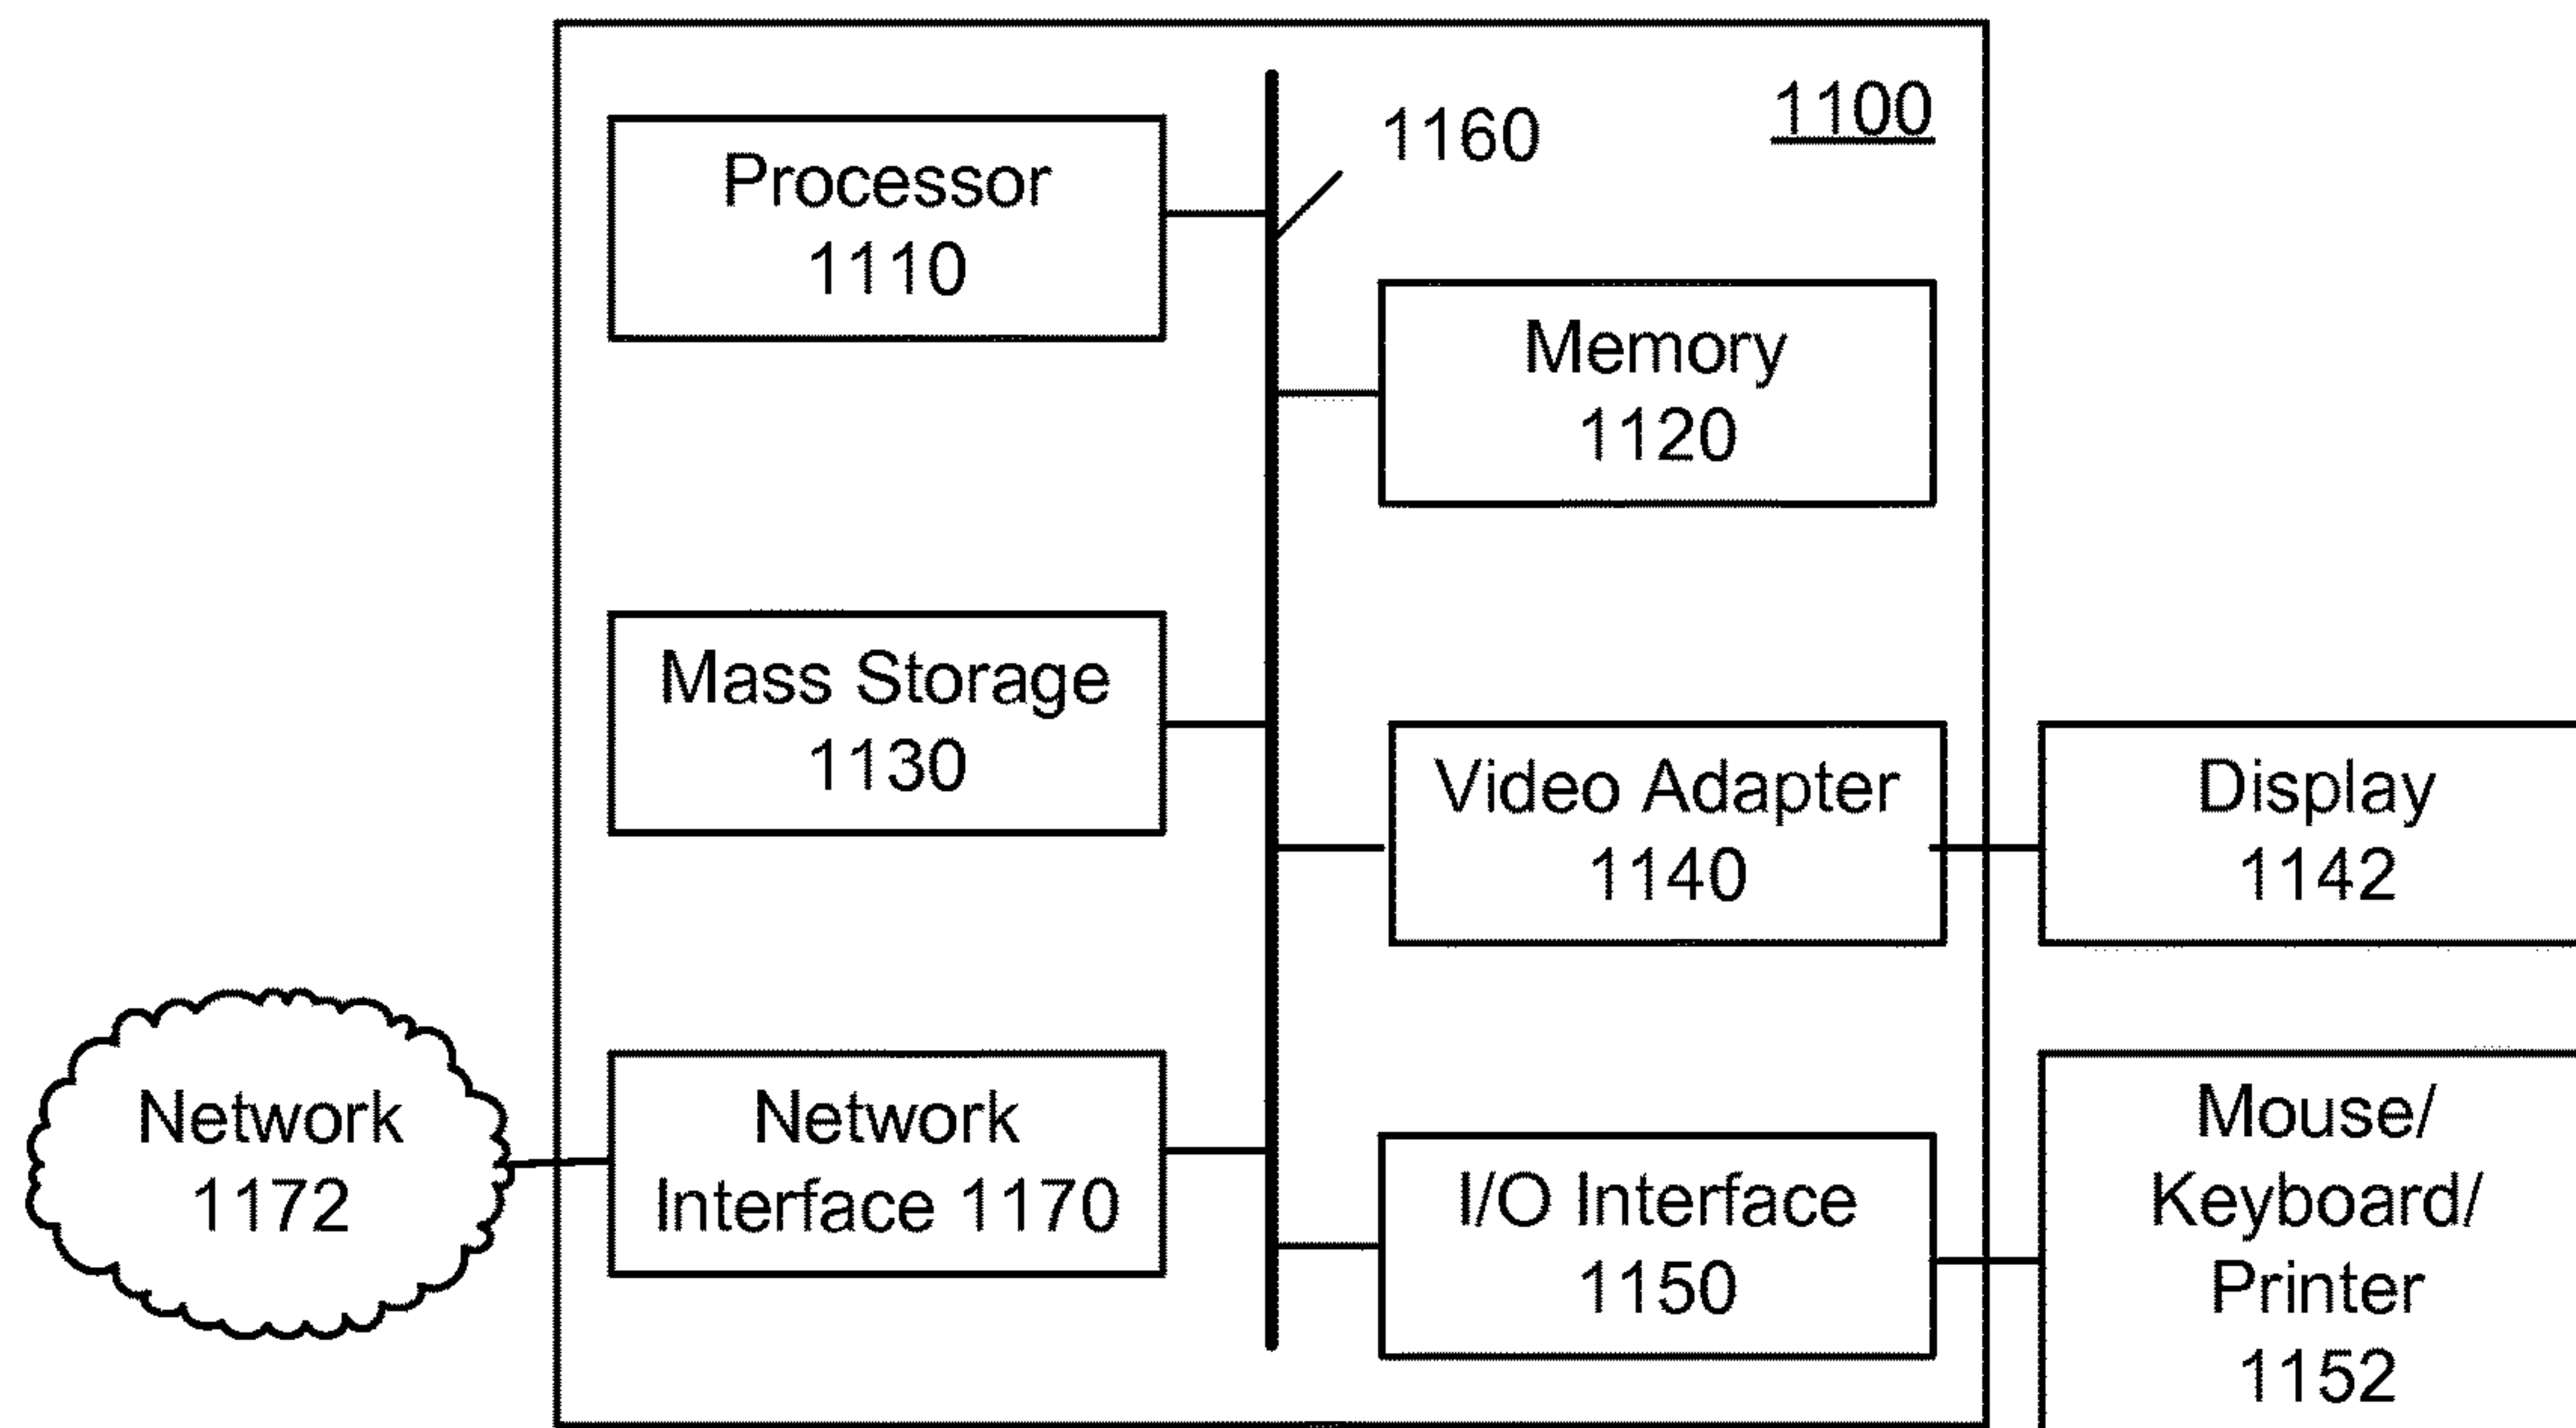 1100
1160
Processor
1110
Memory
1120
Mass Storage
1130
Video Adapter
1140
Display
1142
Network
1172
Network
Interface 1170
I/O Interface
1150
Mouse/
Keyboard/
Printer
1152